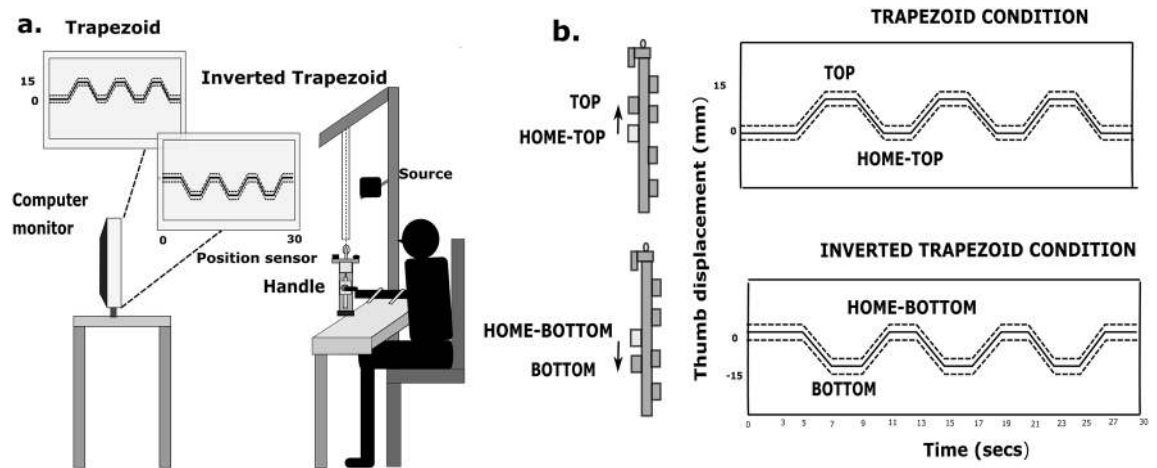 a.
Trapezoid
15
0
Inverted Trapezoid
Computer
monitor
0
30
Source
Position sensor
Handle
b.
TOP
HOME-TOP
HOME-BOTTOM
BOTTOM
Thumb displacement (mm)
TRAPEZOID CONDITION
15
0
TOP
HOME-TOP
INVERTED TRAPEZOID CONDITION
0
-15
HOME-BOTTOM
BOTTOM
0 3 5 7 9 11 13 15 17 19 21 23 25 27 30
Time (secs)